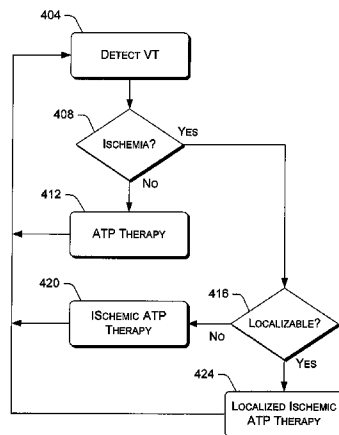 404
DETECT VT
408
ISCHEMIA?
YES
NO
412
ATP THERAPY
420
ISCHEMIC ATP
THERAPY
416
LOCALIZABLE?
NO
YES
424
LOCALIZED ISCHEMIC
ATP THERAPY